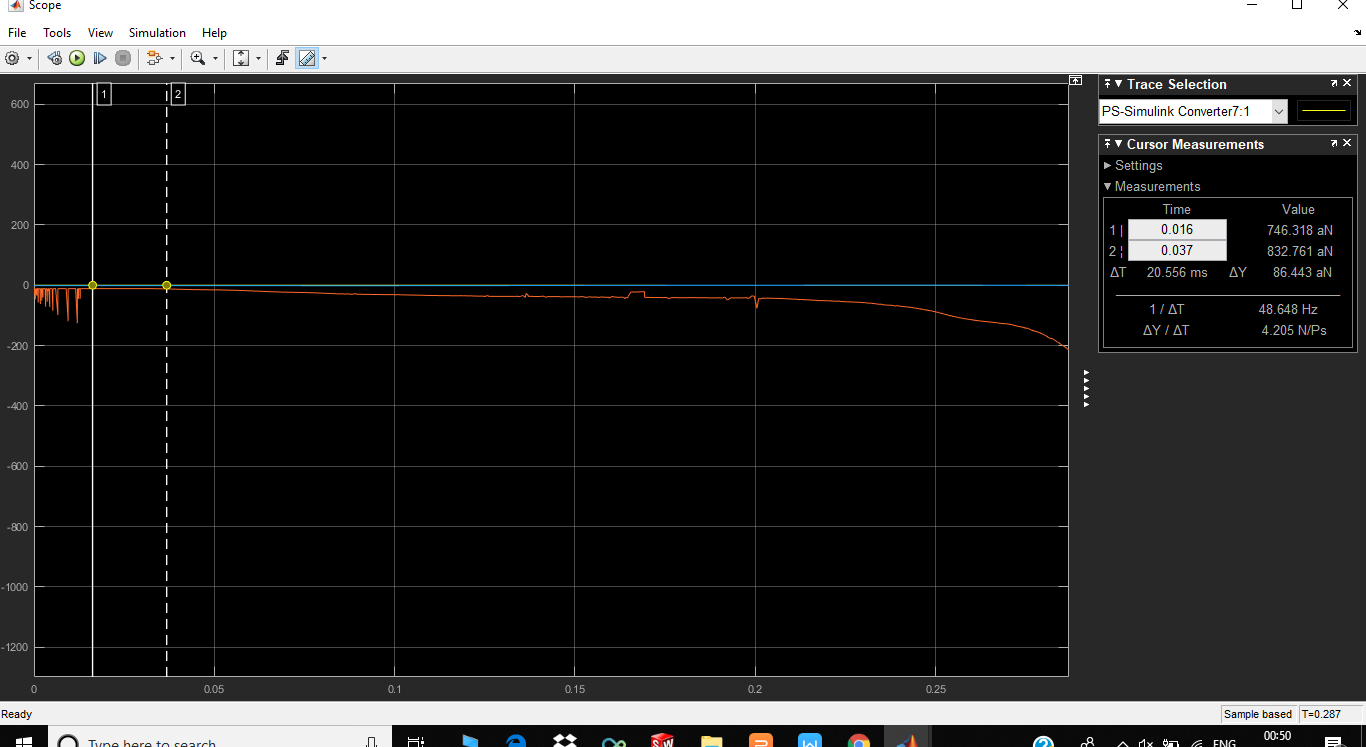 Scope
File Tools View Simulation Help
1 2
600
400
200
0
-200
-400
-600
-800
-1000
-1200
0 0.05 0.1 0.15 0.2 0.25
Trace Selection
PS-Simulink Converter7:1
Cursor Measurements
Settings
Measurements
Time Value
1 | 0.016 746.318 aN
2 ¦ 0.037 832.761 aN
ΔT 20.556 ms ΔY 86.443 aN
1 / ΔT 48.648 Hz
ΔY / ΔT 4.205 N/Ps
Ready Sample based T=0.287
Type here to search SW ENG 00:50